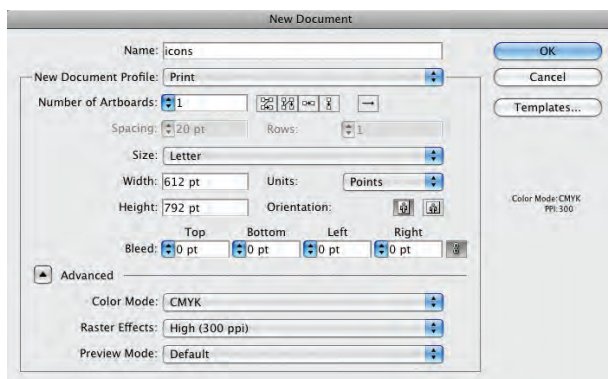 New Document
Name: icons
OK
New Document Profile: Print
Cancel
Number of Artboards: 1
Templates...
Spacing: 20 pt Rows: 1
Size: Letter
Width: 612 pt Units: Points
Height: 792 pt Orientation:
Color Mode:CMYK
PPI:300
Top Bottom Left Right
Bleed: 0 pt 0 pt 0 pt 0 pt
Advanced
Color Mode: CMYK
Raster Effects: High (300 ppi)
Preview Mode: Default